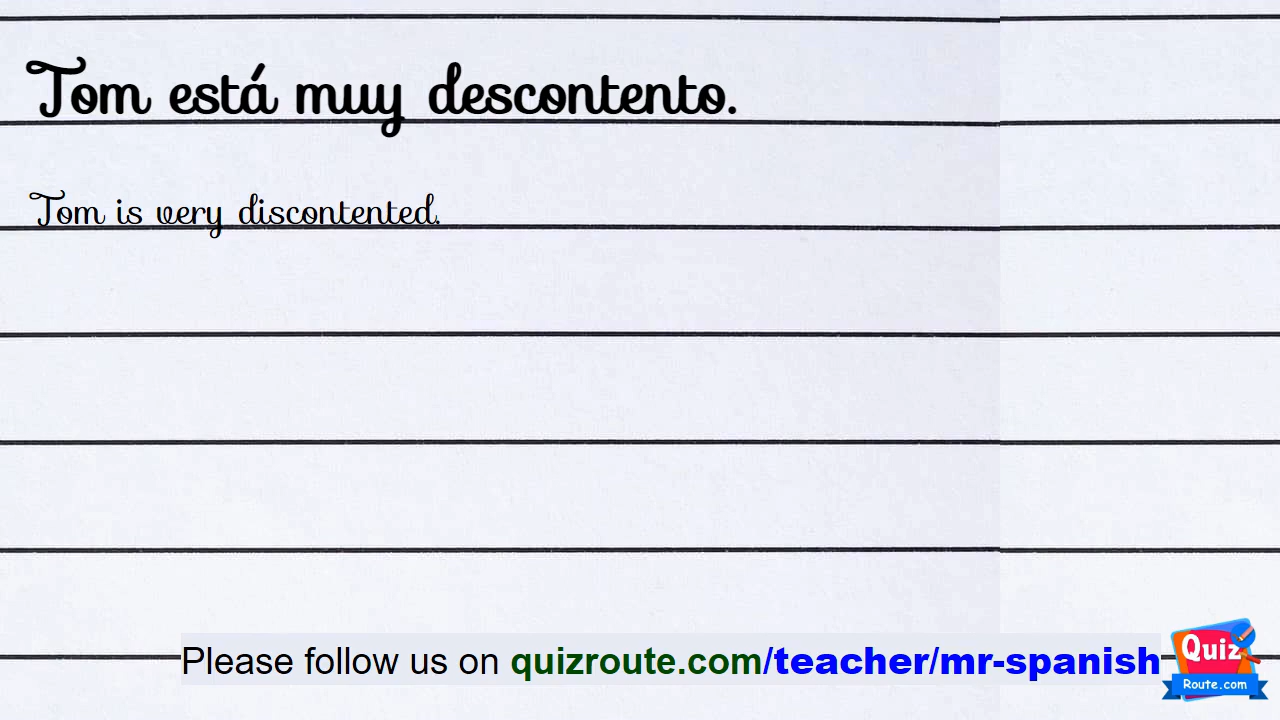 Tom está muy descontento.
Tom is very discontented.
Please follow us on quizroute.com/teacher/mr-spanish
Quiz
Route.com